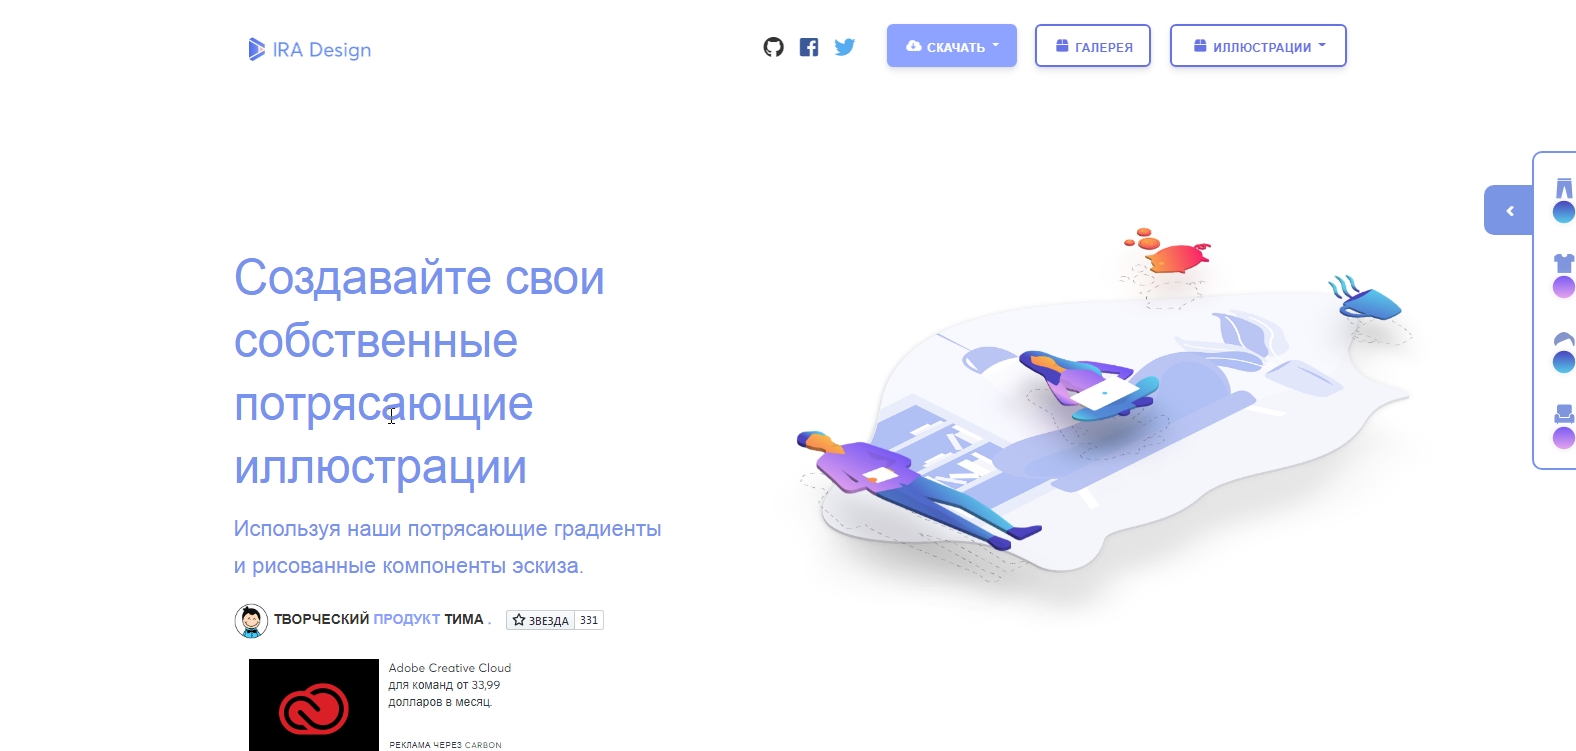 IRA Design
СКАЧАТЬ
ГАЛЕРЕЯ
ИЛЛЮСТРАЦИИ
Создавайте свои
собственные
потрясающие
иллюстрации
Используя наши потрясающие градиенты
и рисованные компоненты эскиза.
ТВОРЧЕСКИЙ ПРОДУКТ ТИМА .
ЗВЕЗДА 331
Adobe Creative Cloud
для команд от 33,99
долларов в месяц.
РЕКЛАМА ЧЕРЕЗ CARBON